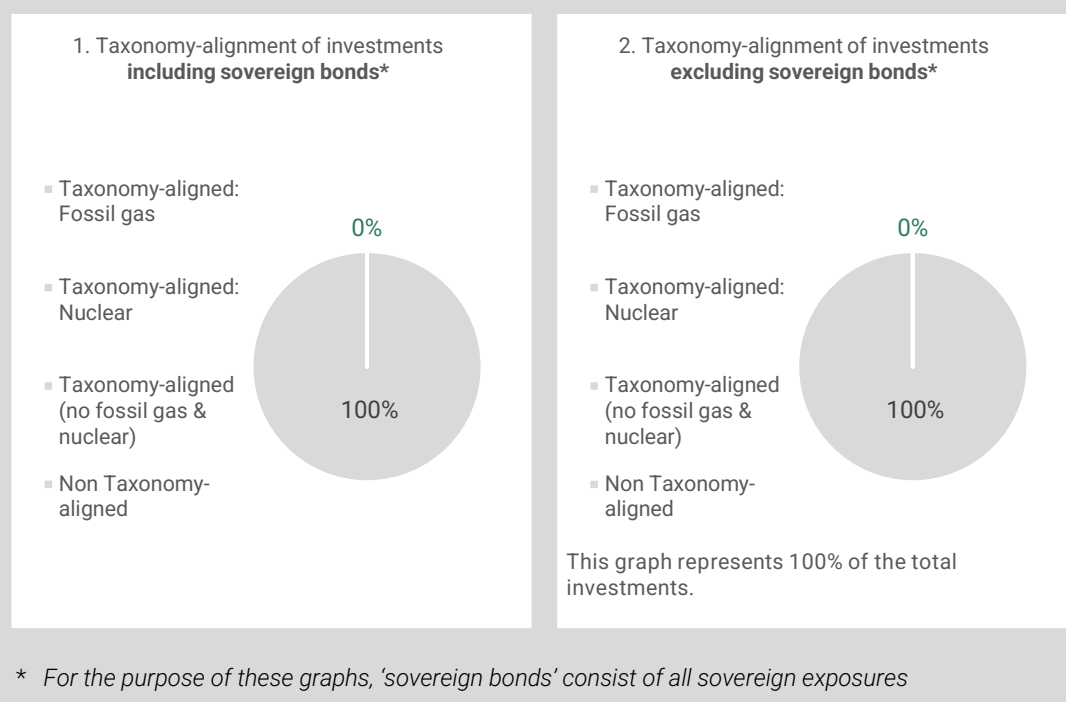 1. Taxonomy-alignment of investments
including sovereign bonds*
Taxonomy-aligned:
Fossil gas
Taxonomy-aligned:
Nuclear
Taxonomy-aligned
(no fossil gas &
nuclear)
Non Taxonomy-
aligned
0%
100%
2. Taxonomy-alignment of investments
excluding sovereign bonds*
Taxonomy-aligned:
Fossil gas
Taxonomy-aligned:
Nuclear
Taxonomy-aligned
(no fossil gas &
nuclear)
Non Taxonomy-
aligned
0%
100%
This graph represents 100% of the total
investments.
* For the purpose of these graphs, ‘sovereign bonds’ consist of all sovereign exposures